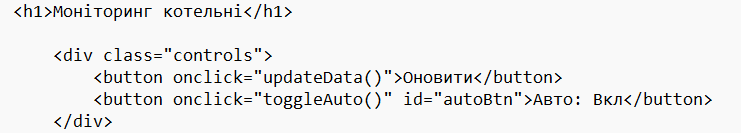 <h1>Моніторинг котельні</h1>
<div class="controls">
<button onclick="updateData()">Оновити</button>
<button onclick="toggleAuto()" id="autoBtn">Авто: Вкл</button>
</div>